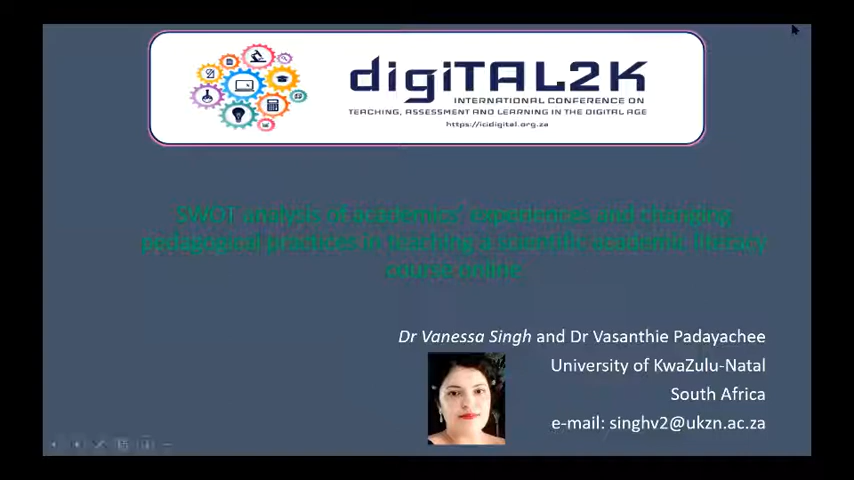 digiTAL2K
INTERNATIONAL CONFERENCE ON
TEACHING, ASSESSMENT AND LEARNING IN THE DIGITAL AGE
https://icidigital.org.za
SWOT analysis of academics' experiences and changing
pedagogical practices in teaching a scientific academic literacy
course online
Dr Vanessa Singh and Dr Vasanthie Padayachee
University of KwaZulu-Natal
South Africa
e-mail: singhv2@ukzn.ac.za